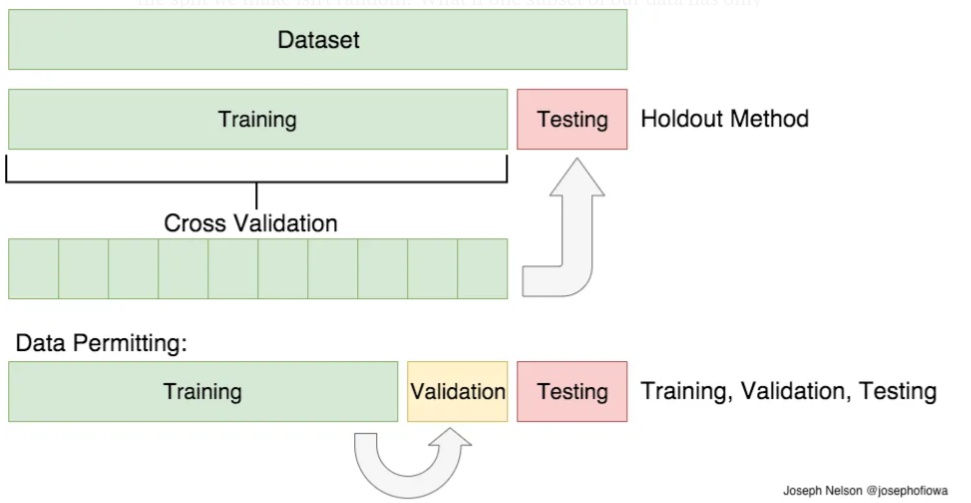 the split we make isn't random? What if one subset of our data has only
Dataset
Training
Testing
Holdout Method
Cross Validation
Data Permitting:
Training
Validation
Testing
Training, Validation, Testing
Joseph Nelson @josephofiowa